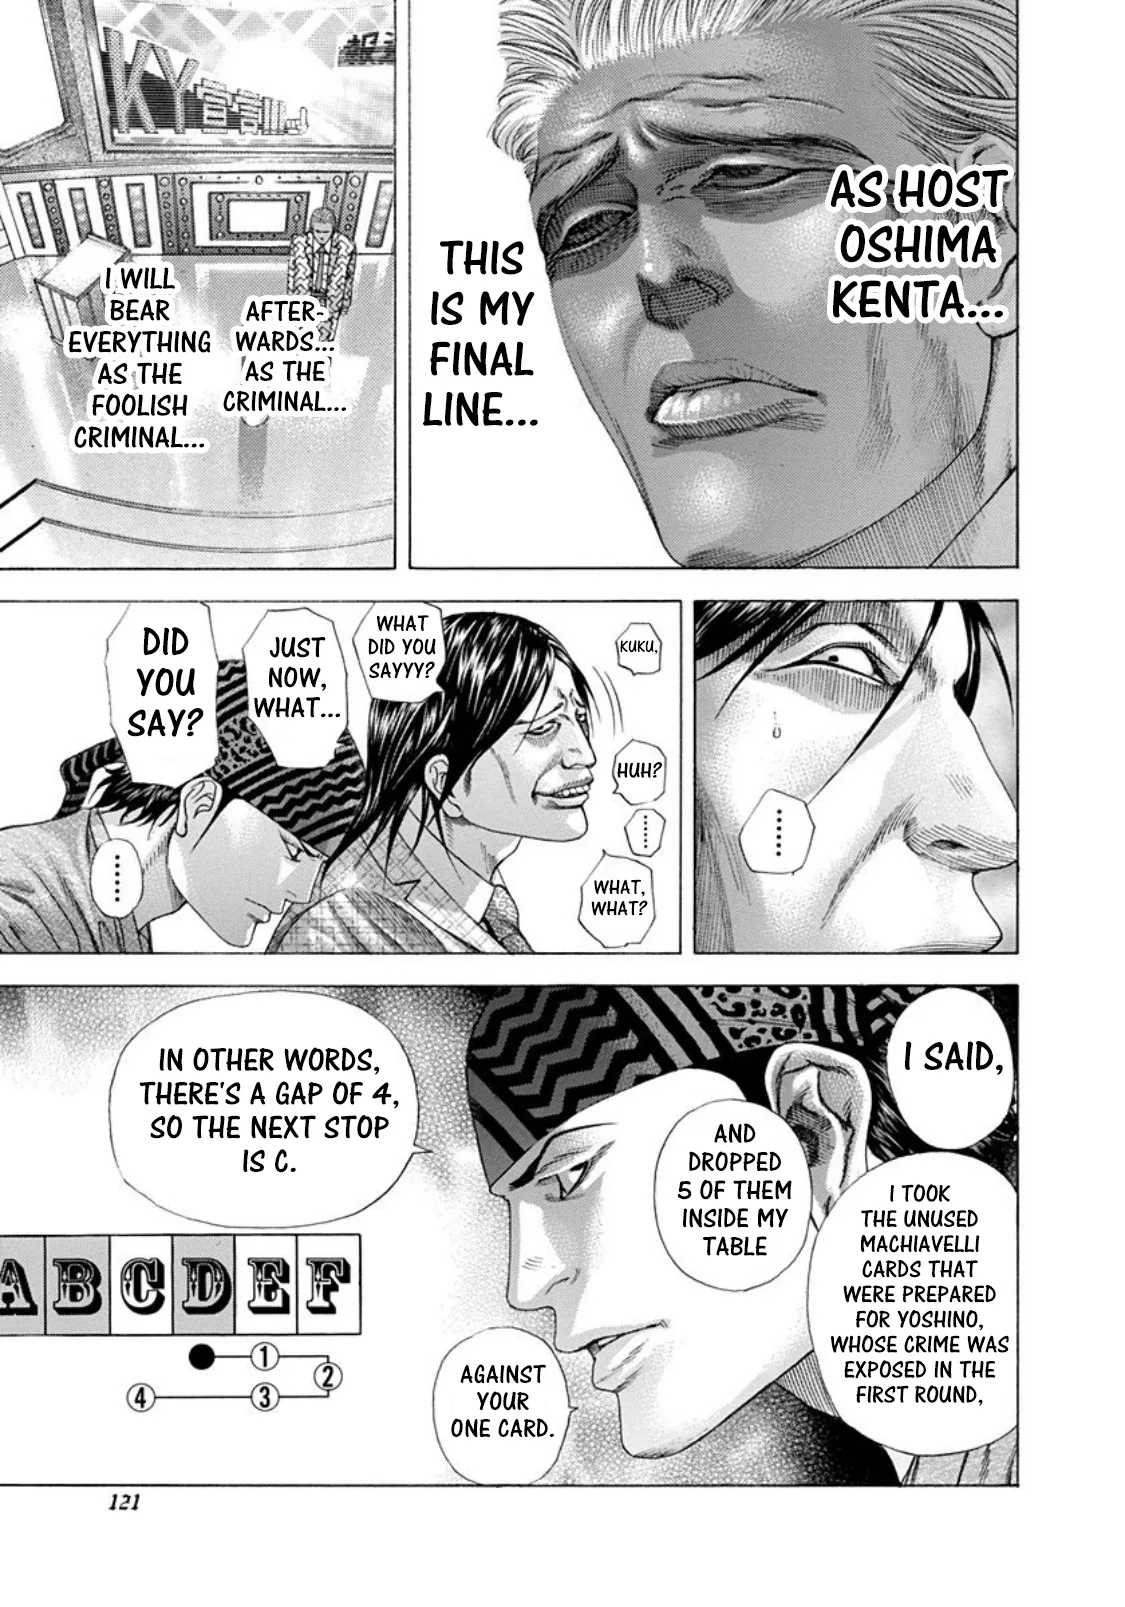 AS HOST
OSHIMA
KENTA...
THIS
IS MY
FINAL
LINE...
KY宣言
AFTER-
WARDS...
AS THE
CRIMINAL...
I WILL
BEAR
EVERYTHING
AS THE
FOOLISH
CRIMINAL...
......
KUKU,
HUH?
......
WHAT,
WHAT?
WHAT
DID YOU
SAYYY?
JUST
NOW,
WHAT...
DID
YOU
SAY?
......
I SAID,
I TOOK
THE UNUSED
MACHIAVELLI
CARDS THAT
WERE PREPARED
FOR YOSHINO,
WHOSE CRIME WAS
EXPOSED IN THE
FIRST ROUND,
AND
DROPPED
5 OF THEM
INSIDE MY
TABLE
AGAINST
YOUR
ONE CARD.
IN OTHER WORDS,
THERE'S A GAP OF 4,
SO THE NEXT STOP
IS C.
A B C D E F
1
2
4 3
121